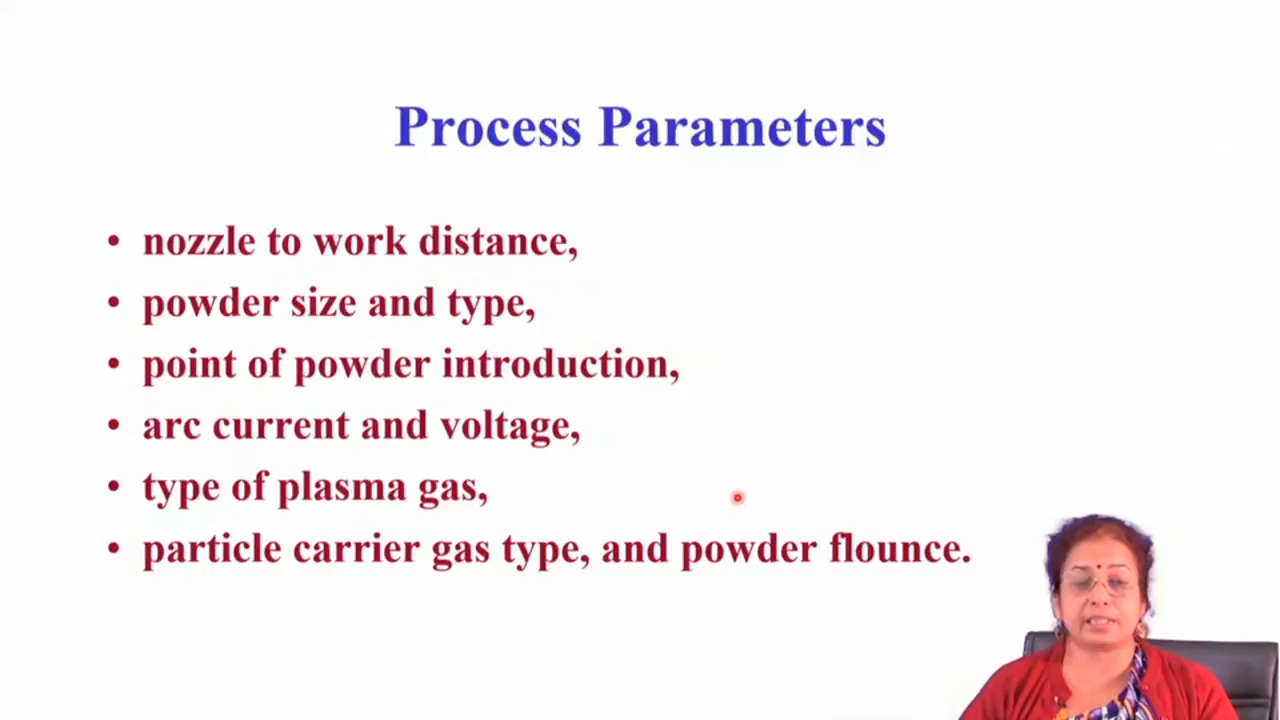 Process Parameters
• nozzle to work distance,
• powder size and type,
• point of powder introduction,
• arc current and voltage,
• type of plasma gas,
• particle carrier gas type, and powder flounce.